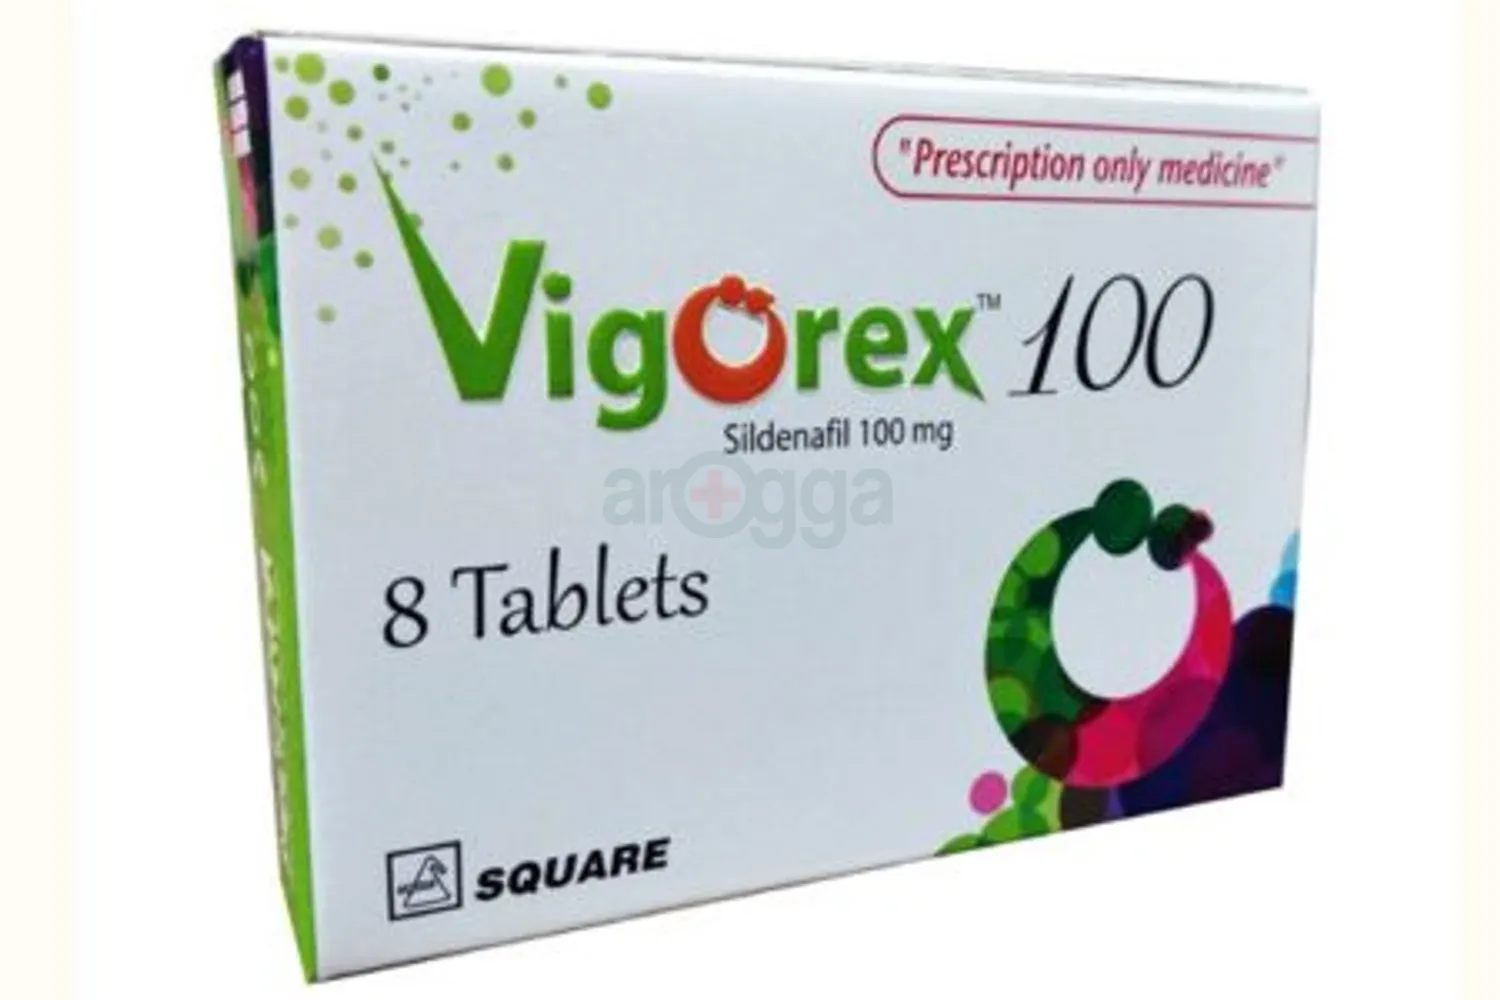 "Prescription only medicine"
Vigorex™ 100
Sildenafil 100 mg
arogga
8 Tablets
SQUARE